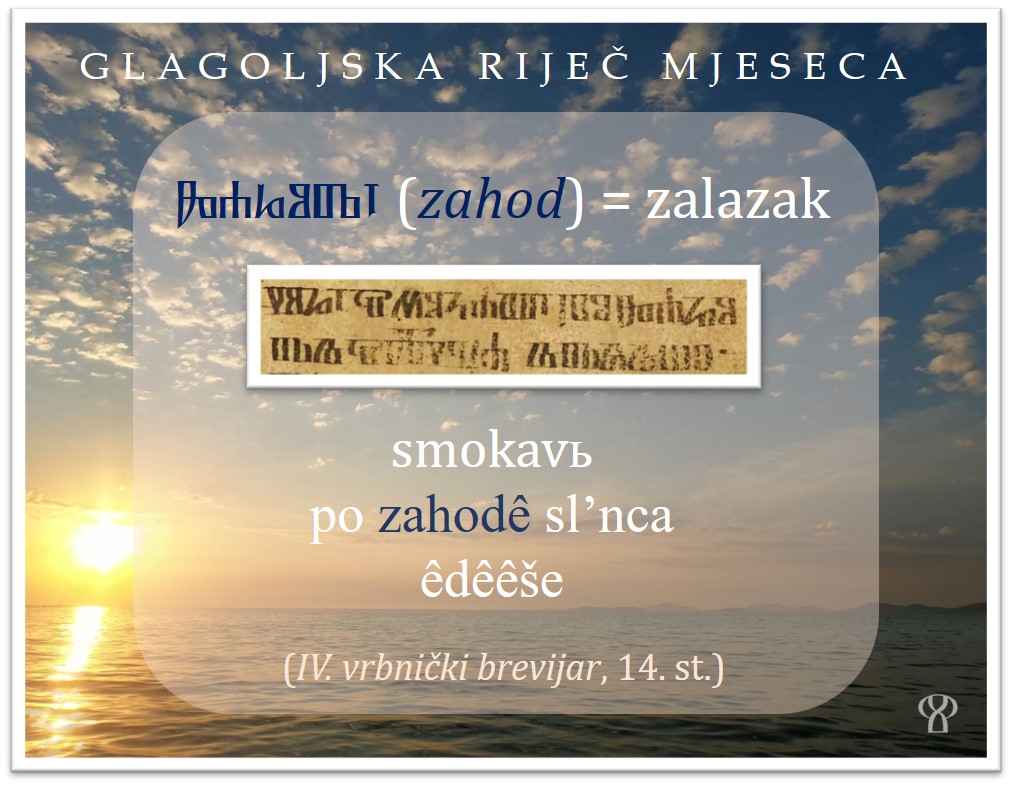 GLAGOLJSKA RIJEČ MJESECA
(zahod) = zalazak
smokavь
po zahodê sl’nca
êdêêše
(IV. vrbnički brevijar, 14. st.)